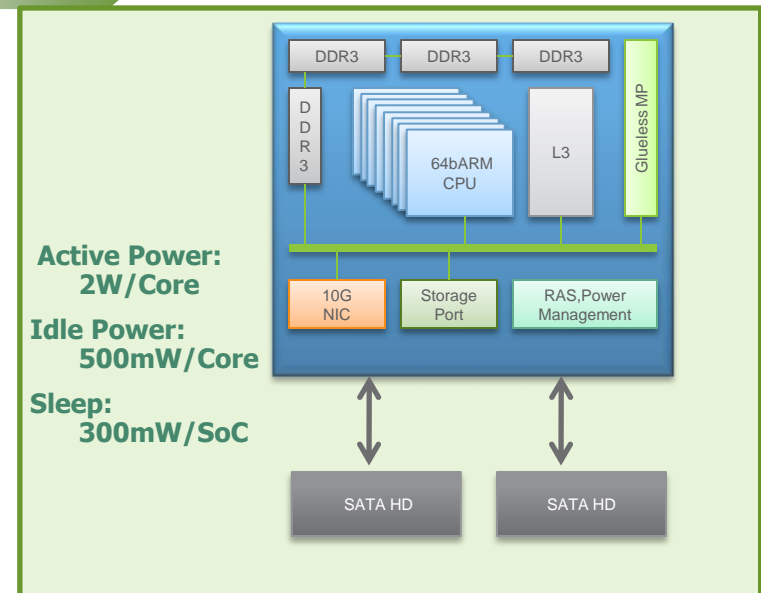 DDR3
DDR3
DDR3
D
D
R
3
64bARM
CPU
L3
Glueless MP
Active Power:
2W/Core
Idle Power:
500mW/Core
Sleep:
300mW/SoC
10G
NIC
Storage
Port
RAS,Power
Management
SATA HD
SATA HD